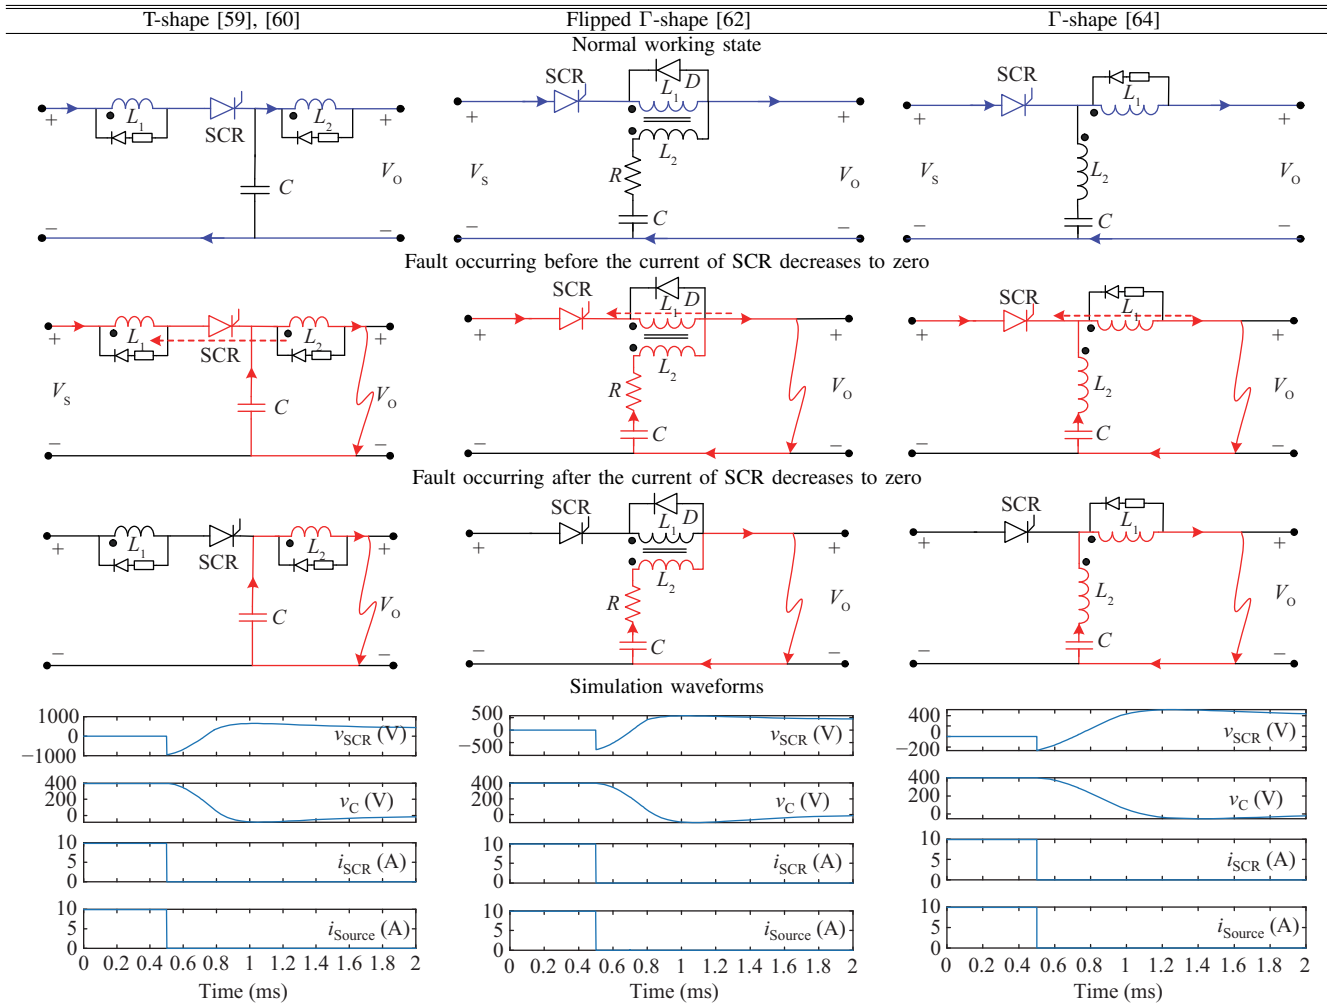 T-shape [59], [60] Flipped Γ-shape [62] Γ-shape [64]
Normal working state
L1 SCR L2 + + C VS VO − −
SCR D L1 + + L2 R VS VO C − −
SCR L1 + + L2 VS VO C − −
Fault occurring before the current of SCR decreases to zero
L1 SCR L2 + + C VS VO − −
SCR D L1 + + L2 R VO C − −
SCR L1 + + L2 VO C − −
Fault occurring after the current of SCR decreases to zero
L1 SCR L2 + + C VO − −
SCR D L1 + + L2 R VO C − −
SCR L1 + + L2 VO C − −
Simulation waveforms
1000 0 −1000 vSCR (V)
500 0 −500 vSCR (V)
400 200 −200 vSCR (V)
400 200 0 vC (V)
400 200 0 vC (V)
400 200 0 vC (V)
10 5 0 iSCR (A)
10 5 0 iSCR (A)
10 5 0 iSCR (A)
10 5 0 iSource (A)
10 5 0 iSource (A)
10 5 0 iSource (A)
0 0.2 0.4 0.6 0.8 1 1.2 1.4 1.6 1.8 2
0 0.2 0.4 0.6 0.8 1 1.2 1.4 1.6 1.8 2
0 0.2 0.4 0.6 0.8 1 1.2 1.4 1.6 1.8 2
Time (ms) Time (ms) Time (ms)